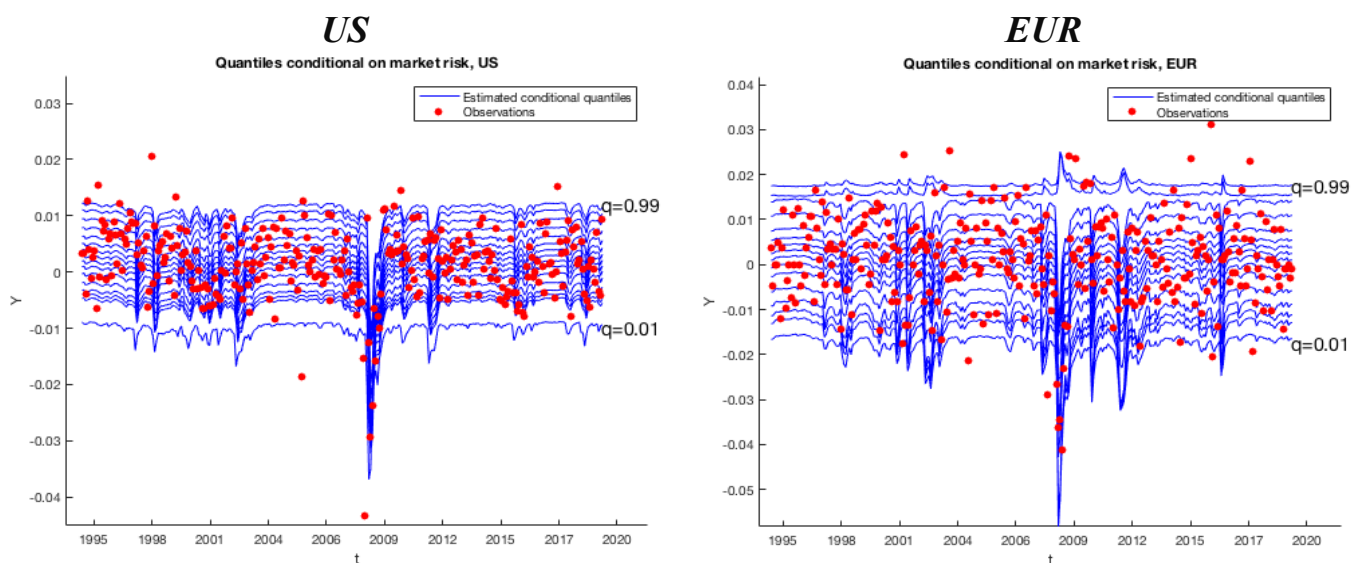 US
Quantiles conditional on market risk, US
Estimated conditional quantiles
Observations
0.03
0.02
0.01
0
-0.01
-0.02
-0.03
-0.04
Y
q=0.99
q=0.01
1995 1998 2001 2004 2009 2012 2015 2017 2020
t
EUR
Quantiles conditional on market risk, EUR
Estimated conditional quantiles
Observations
0.04
0.03
0.02
0.01
0
-0.01
-0.02
-0.03
-0.04
-0.05
Y
q=0.99
q=0.01
1995 1998 2001 2004 2009 2012 2015 2017 2020
t